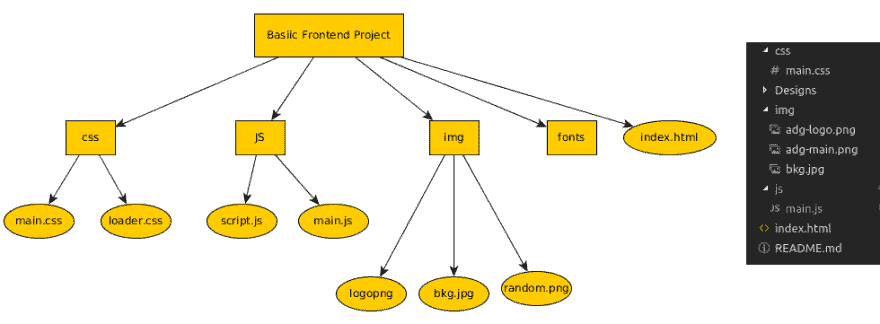 Basiic Frontend Project
css
JS
img
fonts
index.html
main.css
loader.css
script.js
main.js
logopng
bkg.jpg
random.png
css
# main.css
Designs
img
adg-logo.png
adg-main.png
bkg.jpg
js
JS main.js
<> index.html
README.md